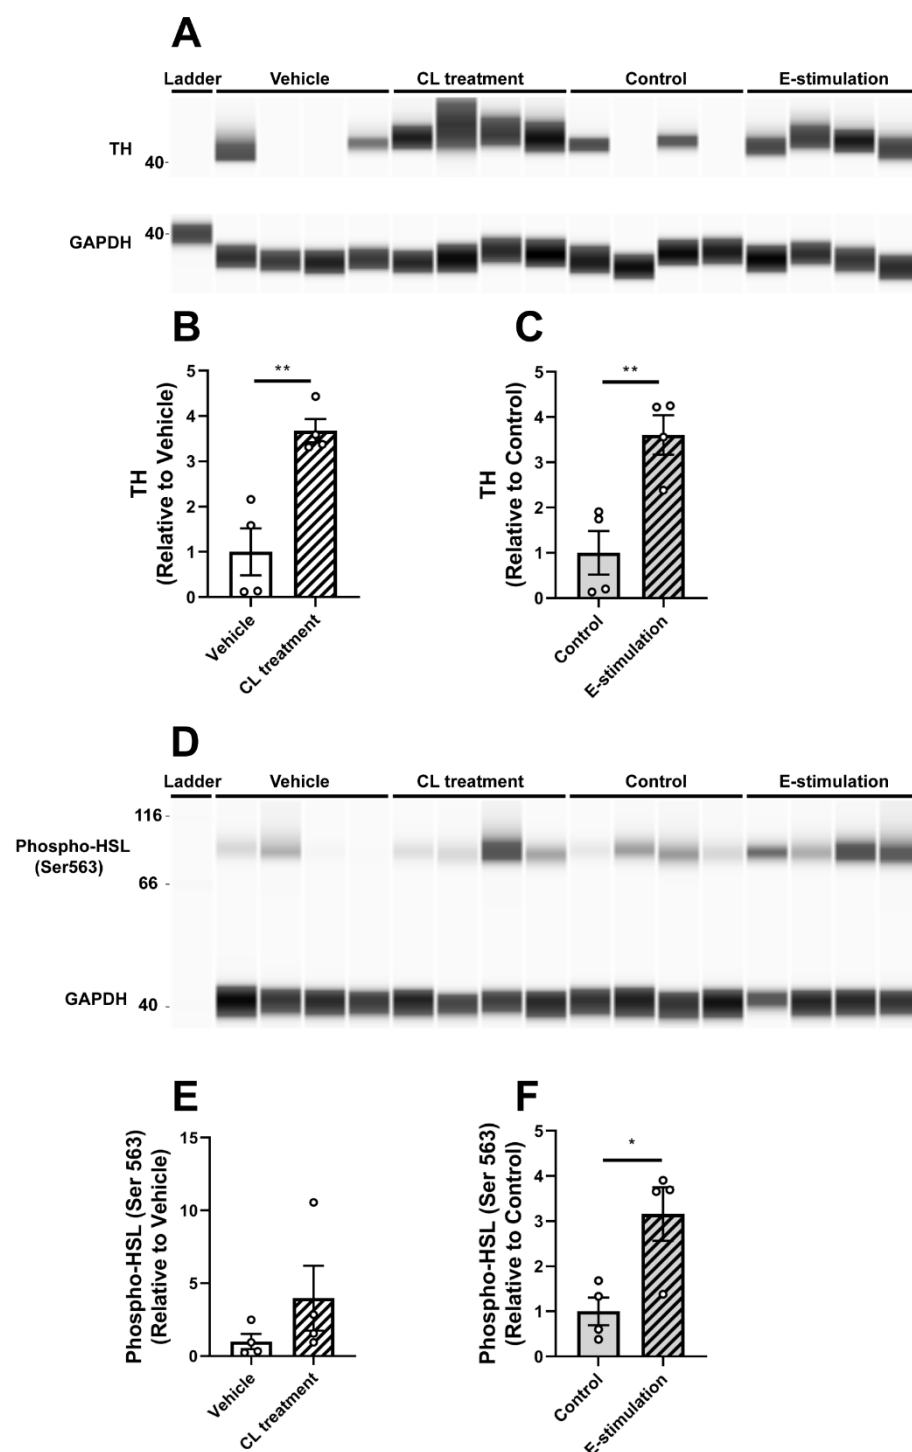 A
Ladder Vehicle CL treatment Control E-stimulation
TH
40-
GAPDH
40-
B
TH
(Relative to Vehicle)
5
4
3
2
1
0
**
Vehicle
CL treatment
C
TH
(Relative to Control)
5
4
3
2
1
0
**
Control
E-stimulation
D
Ladder Vehicle CL treatment Control E-stimulation
116 -
Phospho-HSL
(Ser563)
66 -
GAPDH
40 -
E
Phospho-HSL (Ser 563)
(Relative to Vehicle)
15
10
5
0
Vehicle
CL treatment
F
Phospho-HSL (Ser 563)
(Relative to Control)
5
4
3
2
1
0
*
Control
E-stimulation